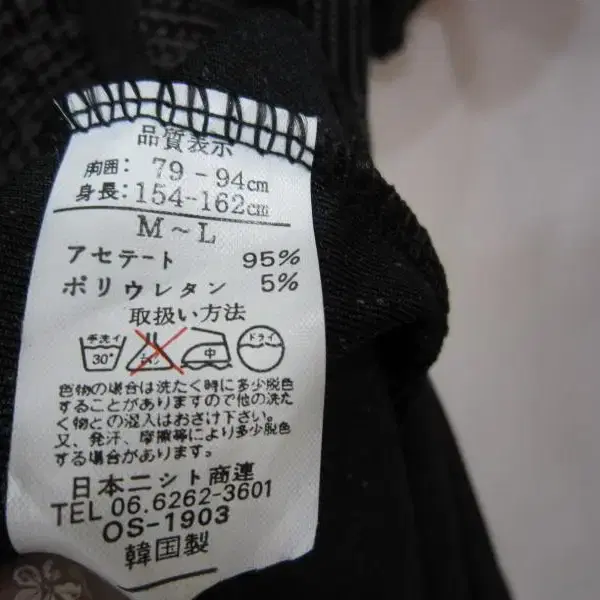 品質表示
胸囲: 79-94cm
身長:154-162cm
M～L
アセテート 95%
ポリウレタン 5%
取扱い方法
手洗イ 30° 中 ドライ
色物の場合は洗たく時に多少脱色
することがありますので他の洗た
く物との混入はおさけ下さい。
又、発汗、摩擦等により多少脱色
する場合があります。
日本ニット商連
TEL 06.6262-3601
OS-1903
韓国製